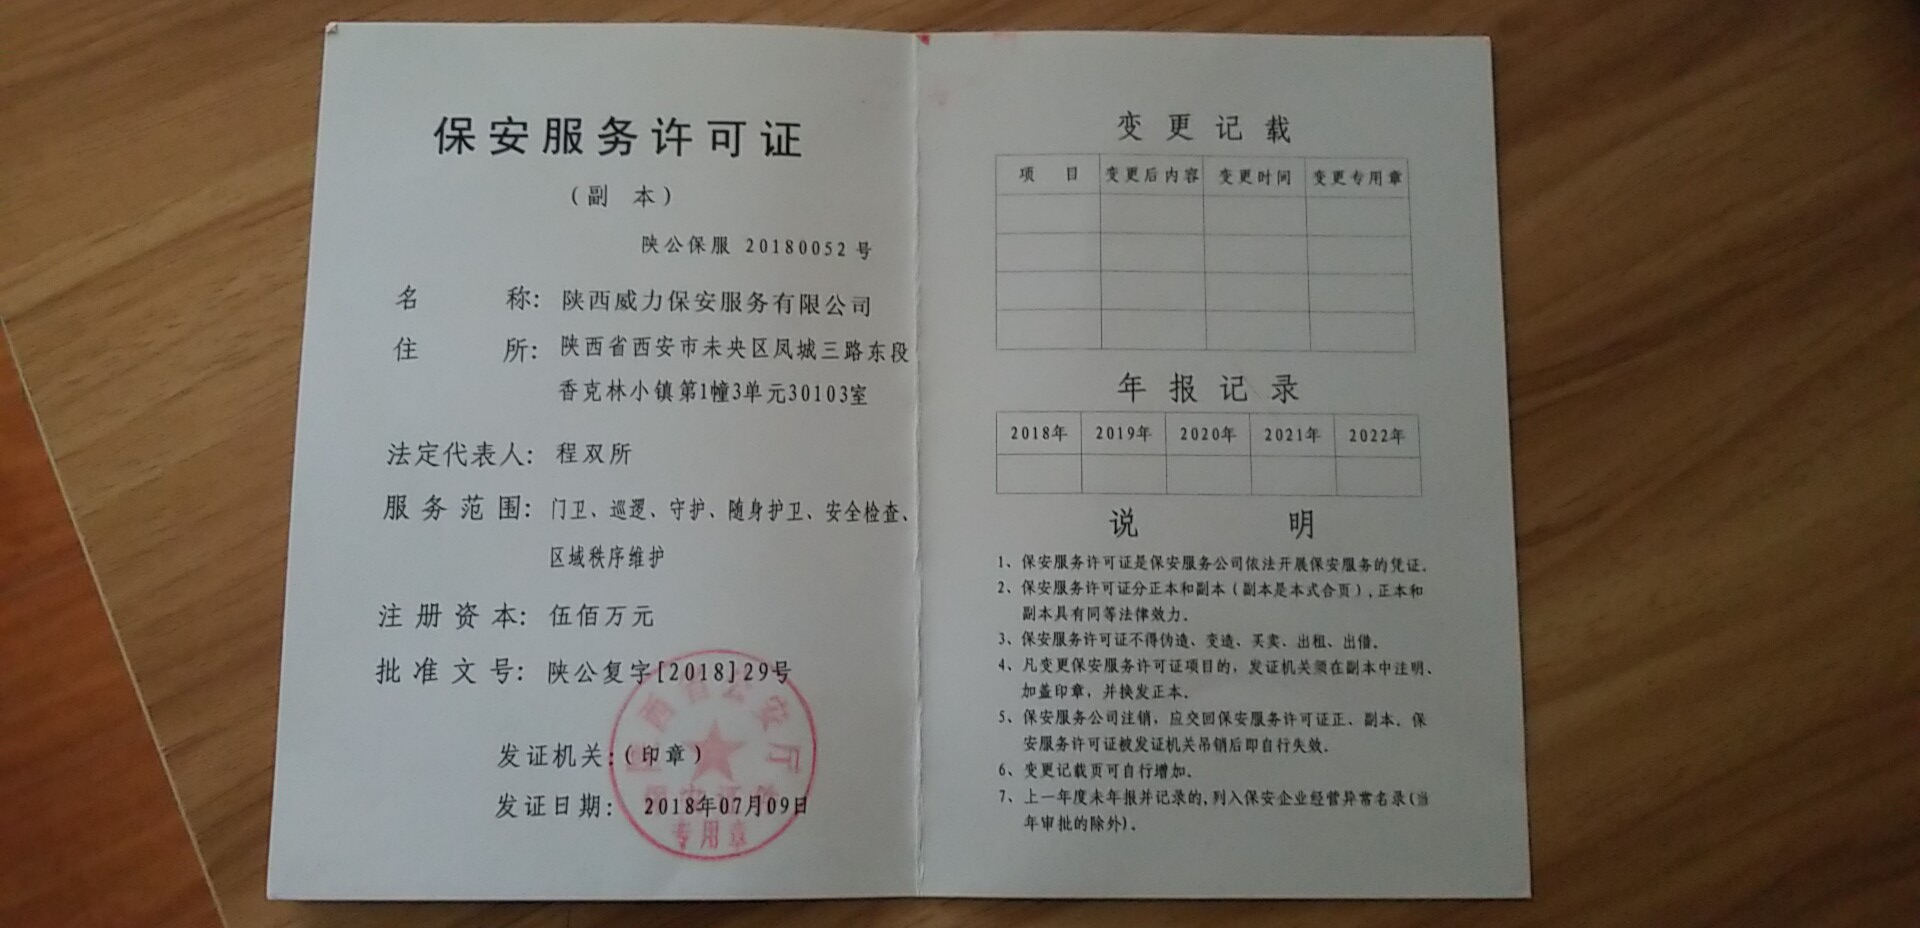 保安服务许可证
（副 本）
陕公保服 20180052 号
名 称：陕西威力保安服务有限公司
住 所：陕西省西安市未央区凤城三路东段
香克林小镇第1幢3单元30103室
法定代表人：程双所
服务范围：门卫、巡逻、守护、随身护卫、安全检查、
区域秩序维护
注册资本：伍佰万元
批准文号：陕公复字[2018]29号
发证机关：（印章）
发证日期： 2018年07月09日
陕西省公安厅
专用章
变更记载
项 目 变更后内容 变更时间 变更专用章
年报记录
2018年 2019年 2020年 2021年 2022年
说 明
1、保安服务许可证是保安服务公司依法开展保安服务的凭证。
2、保安服务许可证分正本和副本（副本是本式合页），正本和
副本具有同等法律效力。
3、保安服务许可证不得伪造、变造、买卖、出租、出借。
4、凡变更保安服务许可证项目的，发证机关须在副本中注明、
加盖印章，并换发正本。
5、保安服务公司注销，应交回保安服务许可证正、副本。保
安服务许可证被发证机关吊销后即自行失效。
6、变更记载页可自行增加。
7、上一年度未年报并记录的，列入保安企业经营异常名录(当
年审批的除外)。